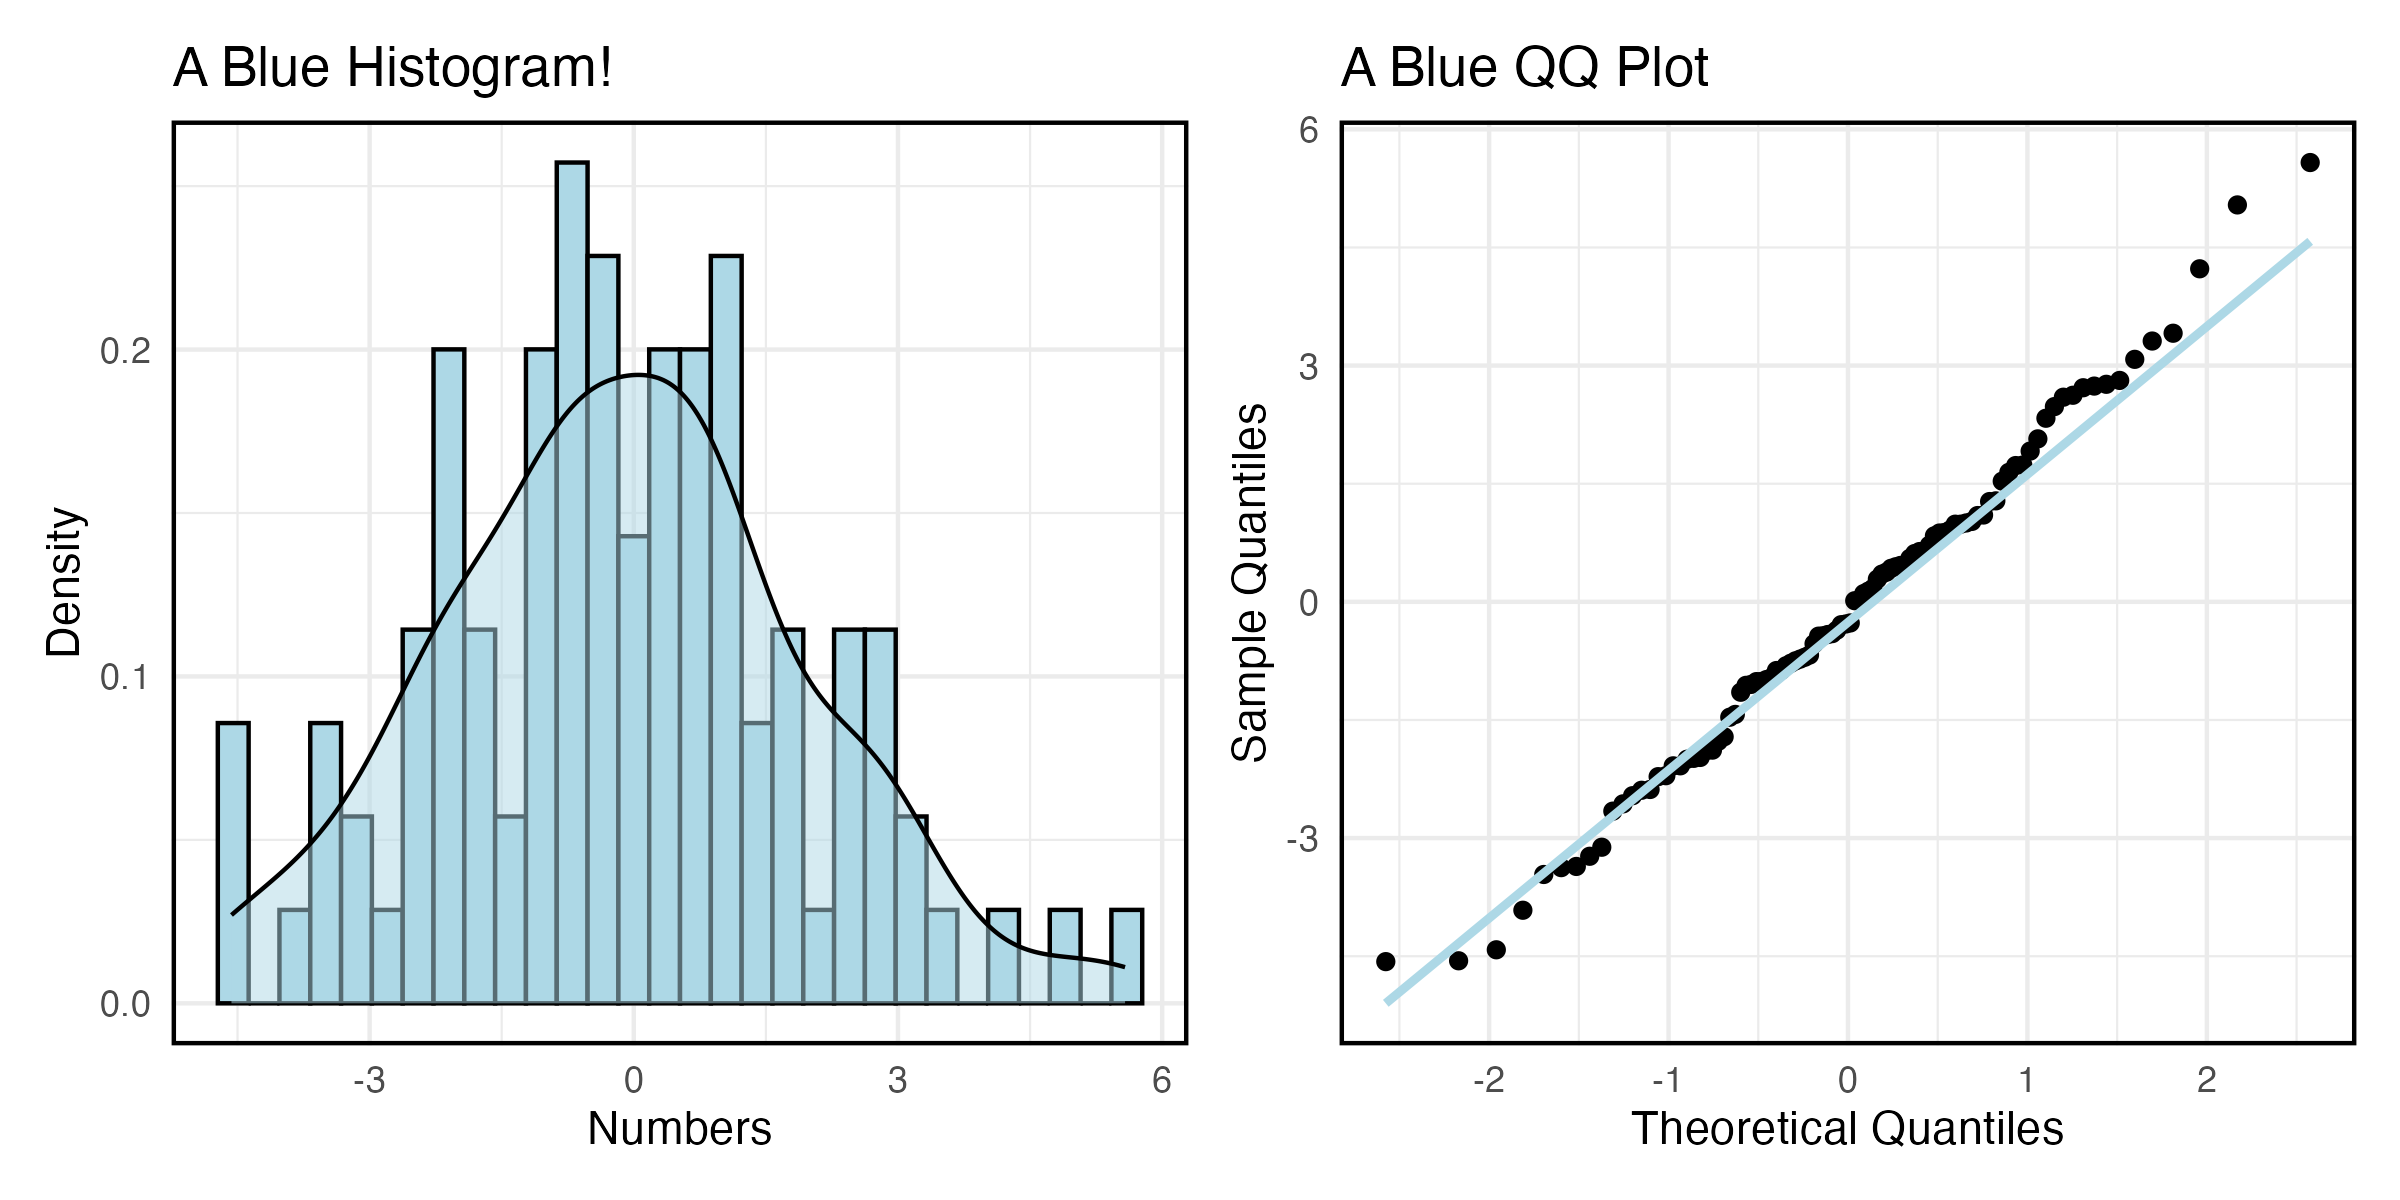 A Blue Histogram!
Density
0.2
0.1
0.0
-3 0 3 6
Numbers
A Blue QQ Plot
Sample Quantiles
6
3
0
-3
-2 -1 0 1 2
Theoretical Quantiles